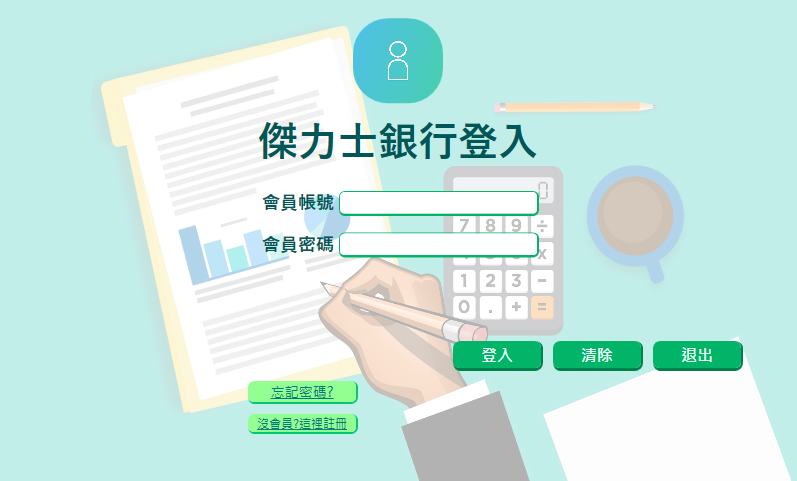 傑力士銀行登入
會員帳號
0
會員密碼
7 8 9 ÷
x
1 2 3 −
0 . + =
登入 清除 退出
忘記密碼?
沒會員?這裡註冊